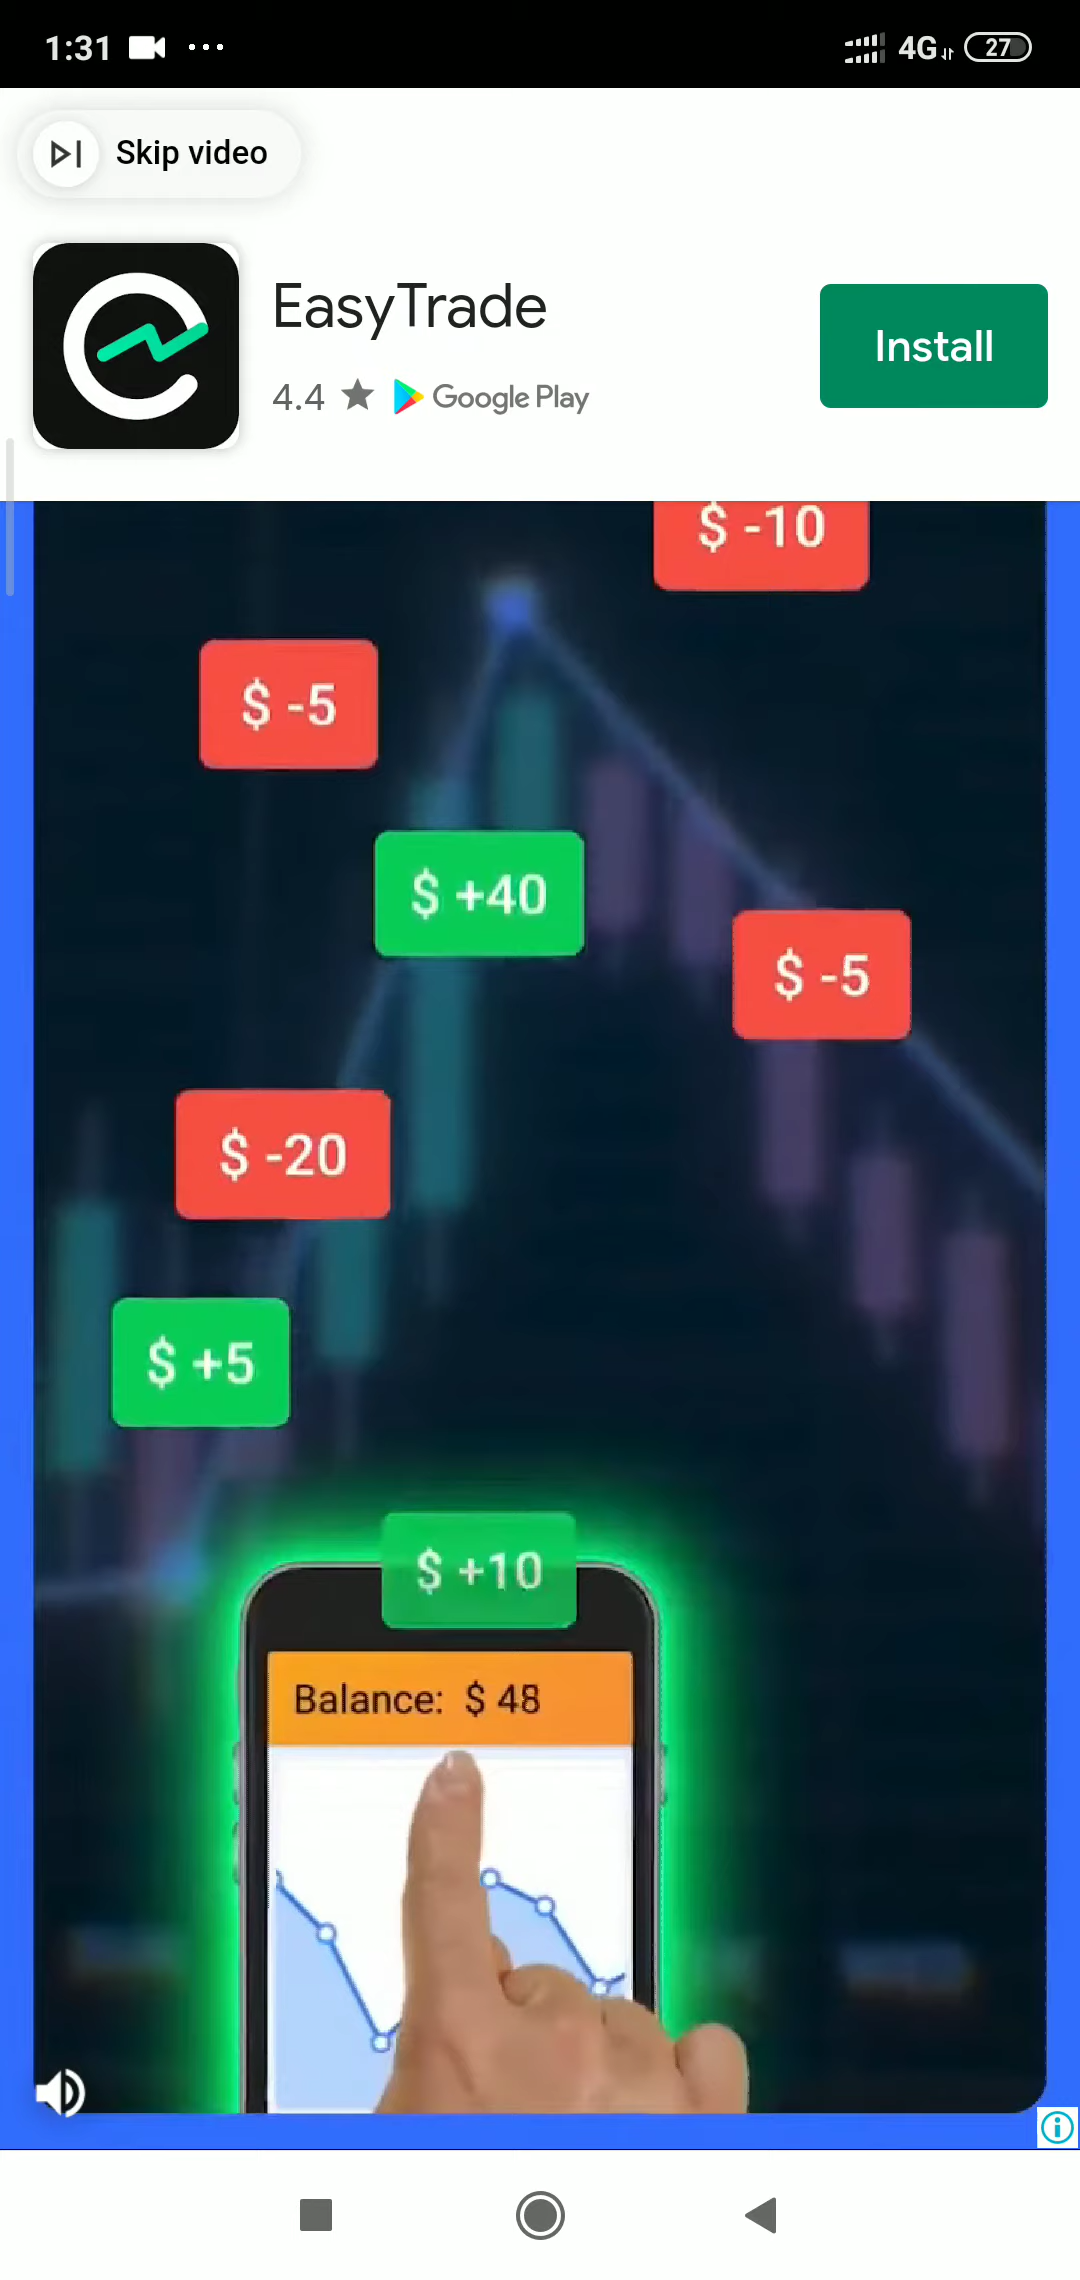 1:31
4G
27
Skip video
EasyTrade
4.4 ★ Google Play
Install
$ -10
$ -5
$ +40
$ -5
$ -20
$ +5
$ +10
Balance: $ 48